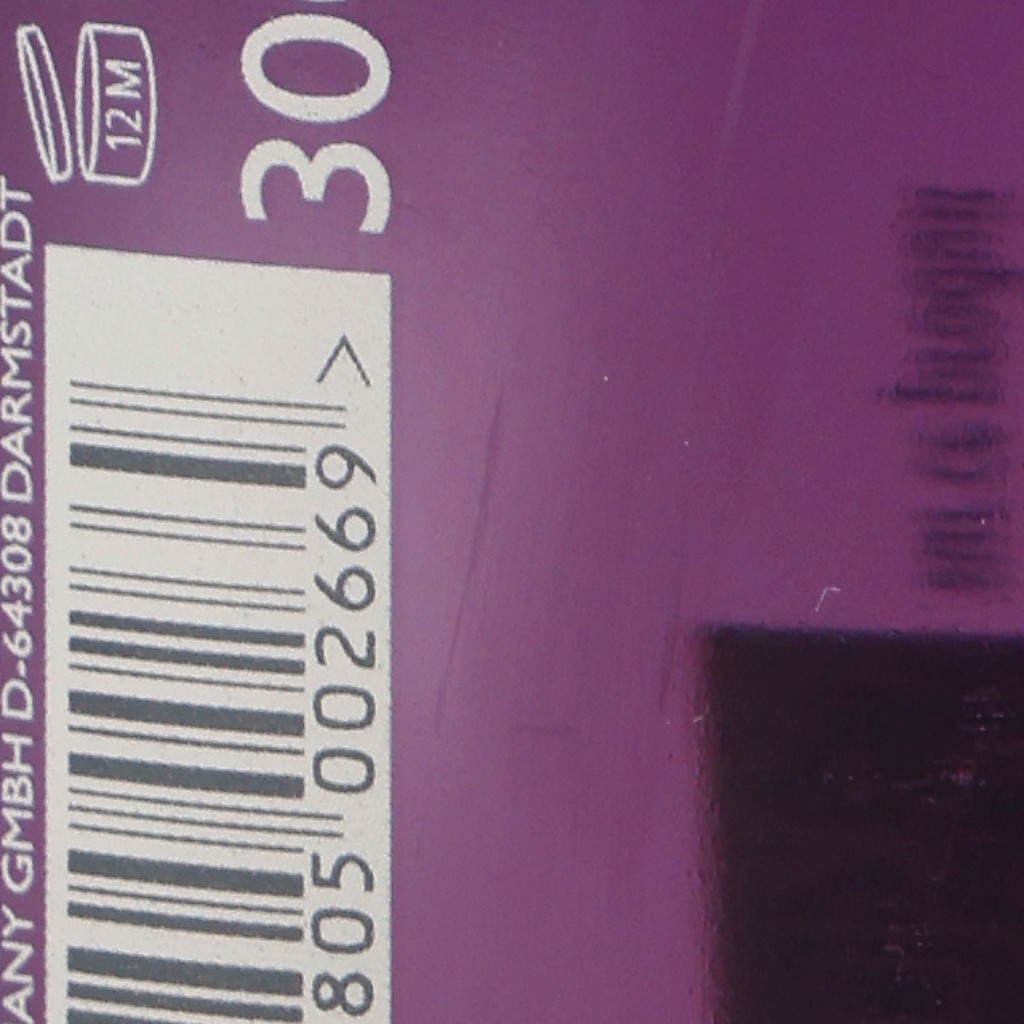 ANY GMBH D-64308 DARMSTADT
12 M
805 002669 >
30